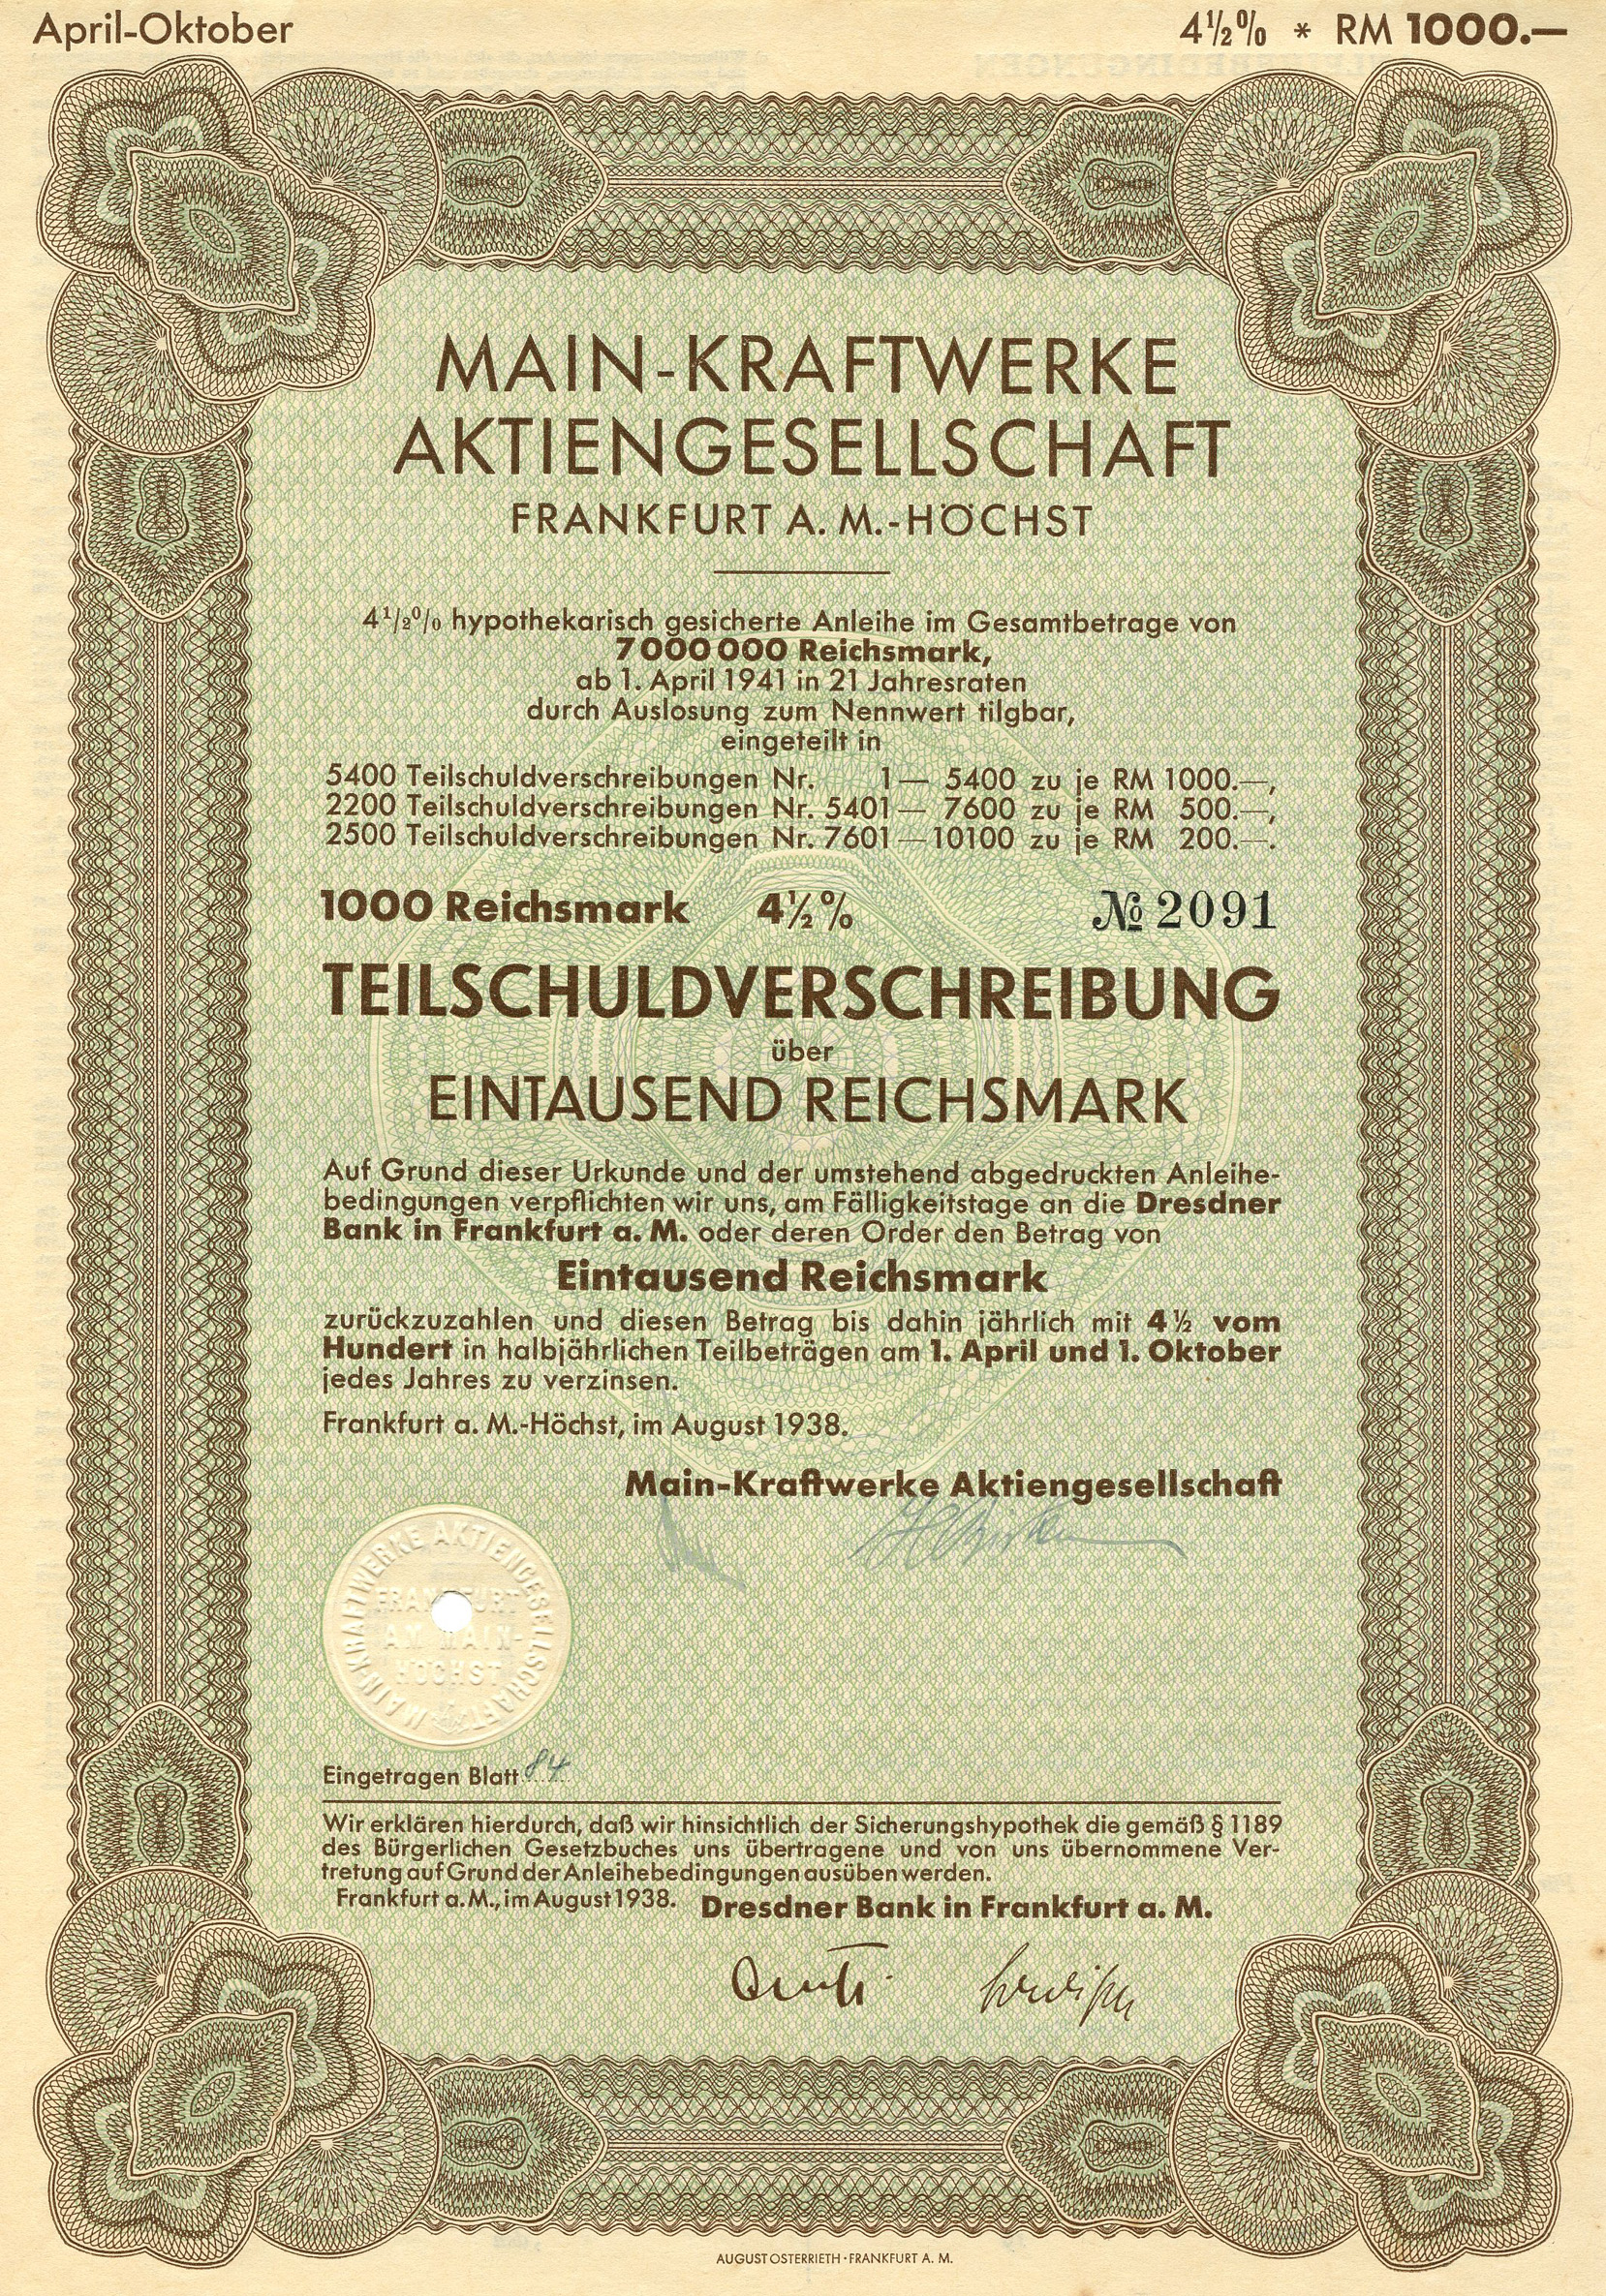 April-Oktober 4½% * RM 1000.—
MAIN-KRAFTWERKE
AKTIENGESELLSCHAFT
FRANKFURT A. M.-HÖCHST
4½% hypothekarisch gesicherte Anleihe im Gesamtbetrage von
7 000 000 Reichsmark,
ab 1. April 1941 in 21 Jahresraten
durch Auslosung zum Nennwert tilgbar,
eingeteilt in
5400 Teilschuldverschreibungen Nr. 1— 5400 zu je RM 1000.—,
2200 Teilschuldverschreibungen Nr. 5401— 7600 zu je RM 500.—,
2500 Teilschuldverschreibungen Nr. 7601—10100 zu je RM 200.—.
1000 Reichsmark 4½% № 2091
TEILSCHULDVERSCHREIBUNG
über
EINTAUSEND REICHSMARK
Auf Grund dieser Urkunde und der umstehend abgedruckten Anleihe-
bedingungen verpflichten wir uns, am Fälligkeitstage an die Dresdner
Bank in Frankfurt a. M. oder deren Order den Betrag von
Eintausend Reichsmark
zurückzuzahlen und diesen Betrag bis dahin jährlich mit 4½ vom
Hundert in halbjährlichen Teilbeträgen am 1. April und 1. Oktober
jedes Jahres zu verzinsen.
Frankfurt a. M.-Höchst, im August 1938.
Main-Kraftwerke Aktiengesellschaft
MAIN-KRAFTWERKE AKTIENGESELLSCHAFT
FRANKFURT
AM MAIN-
HÖCHST
Eingetragen Blatt 84
Wir erklären hierdurch, daß wir hinsichtlich der Sicherungshypothek die gemäß § 1189
des Bürgerlichen Gesetzbuches uns übertragene und von uns übernommene Ver-
tretung auf Grund der Anleihebedingungen ausüben werden.
Frankfurt a. M., im August 1938. Dresdner Bank in Frankfurt a. M.
AUGUST OSTERRIETH · FRANKFURT A. M.